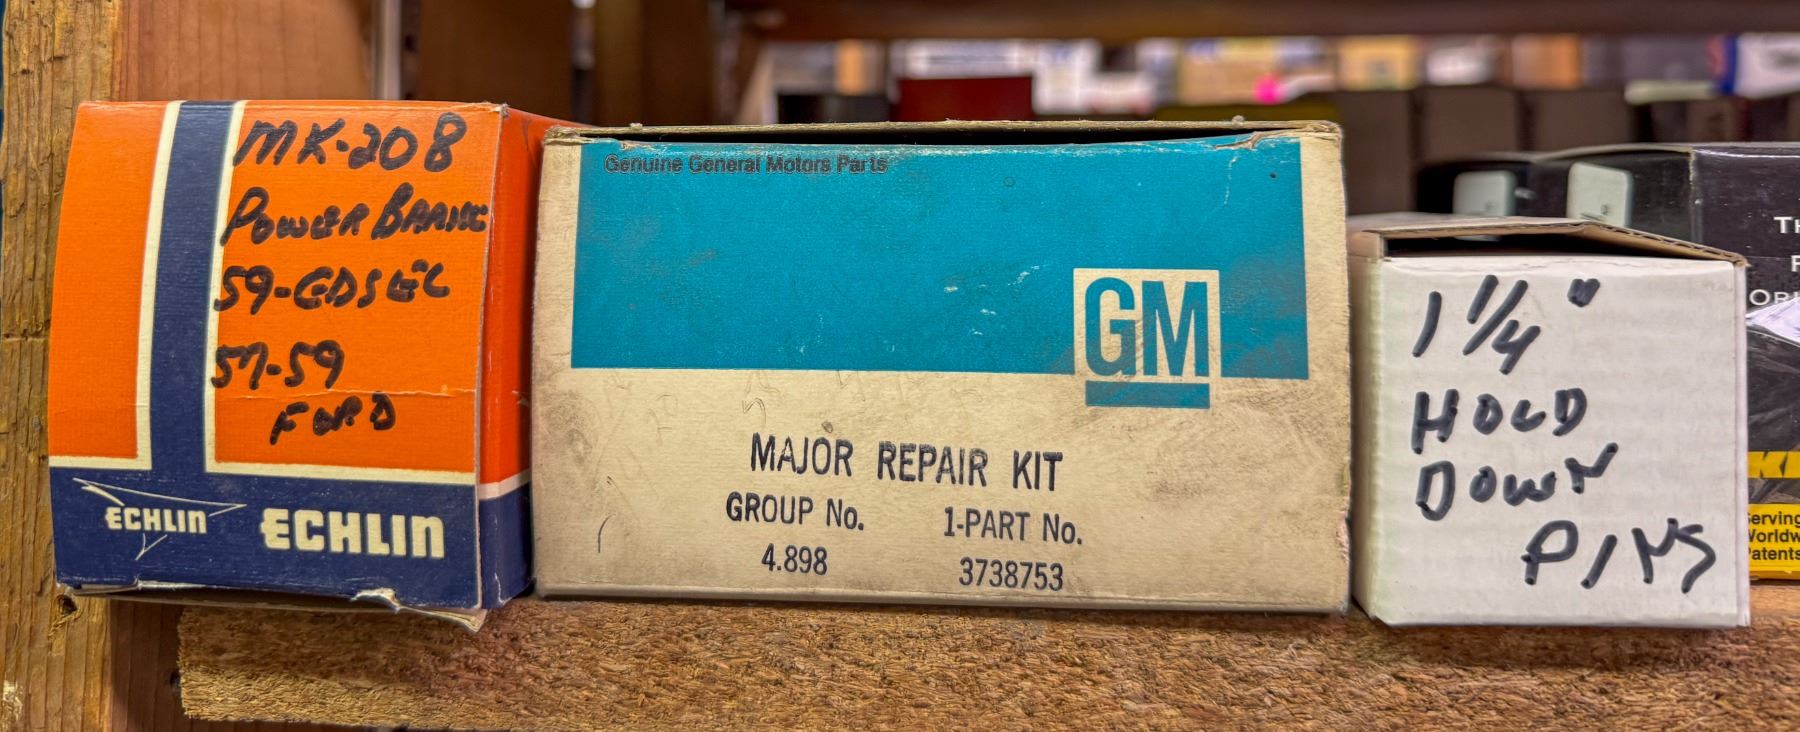 MK-208
POWER BRAKE
59-EDSEL
57-59
FORD
ECHLIN
ECHLIN
Genuine General Motors Parts
GM
MAJOR REPAIR KIT
GROUP No. 1-PART No.
4.898 3738753
1 1/4"
HOLD
DOWN
PINS